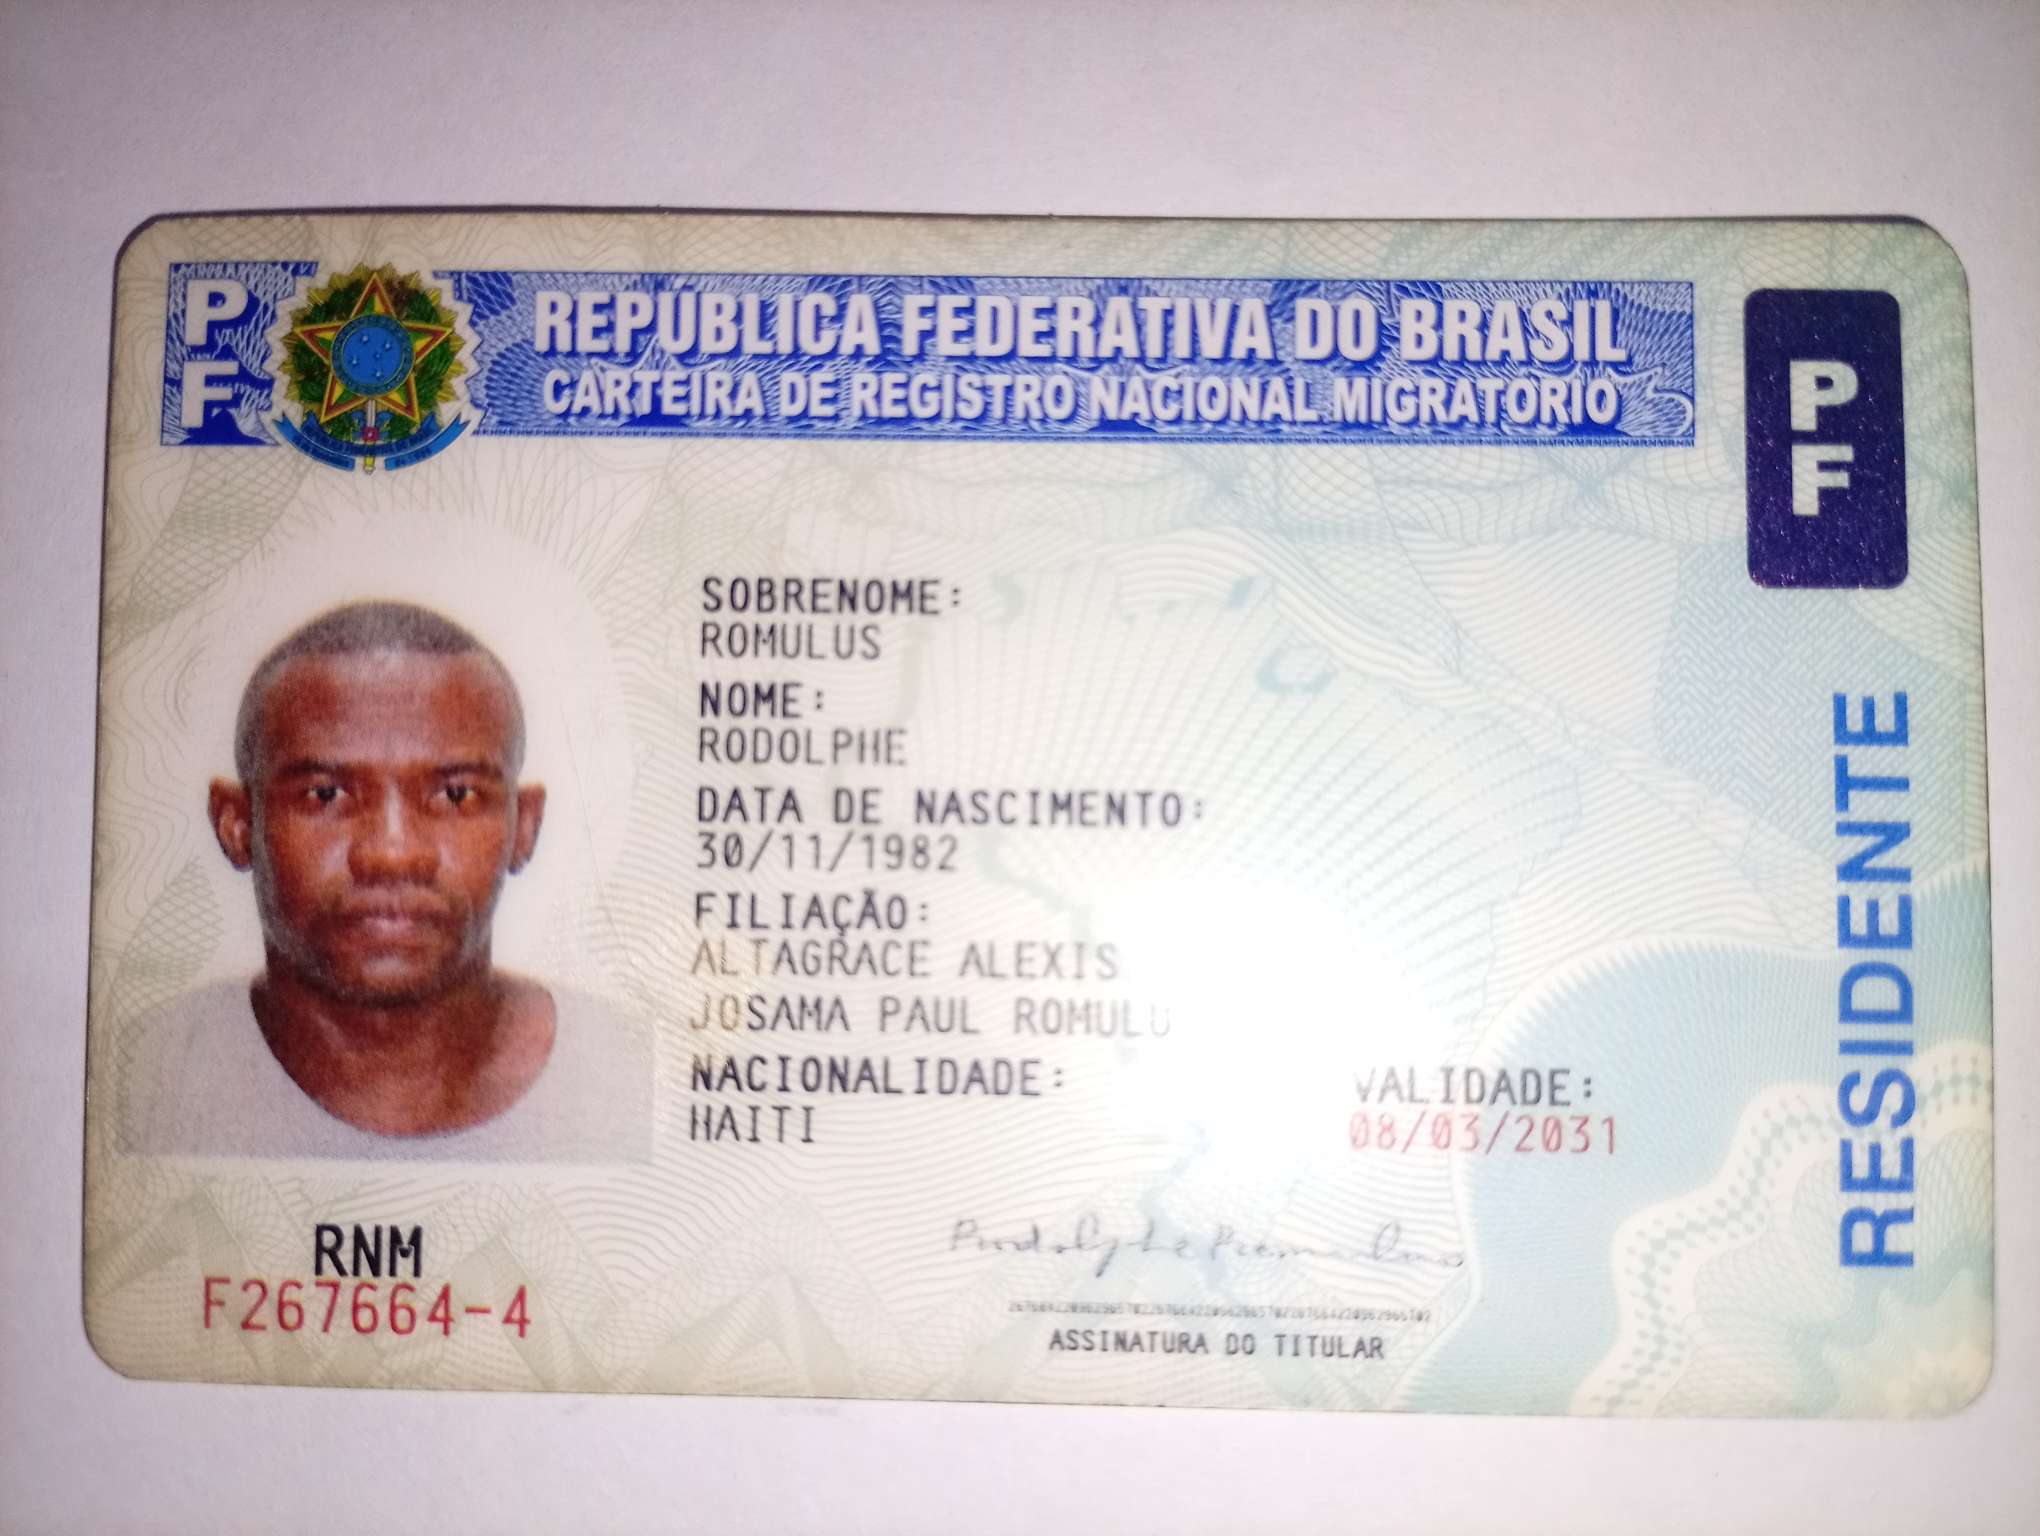 PF
REPÚBLICA FEDERATIVA DO BRASIL
CARTEIRA DE REGISTRO NACIONAL MIGRATÓRIO
PF
SOBRENOME:
ROMULUS
NOME:
RODOLPHE
DATA DE NASCIMENTO:
30/11/1982
FILIAÇÃO:
ALTAGRACE ALEXIS
JOSAMA PAUL ROMULU
NACIONALIDADE:
HAITI
VALIDADE:
08/03/2031
RESIDENTE
RNM
F267664-4
Rodolphe Romulus
ASSINATURA DO TITULAR